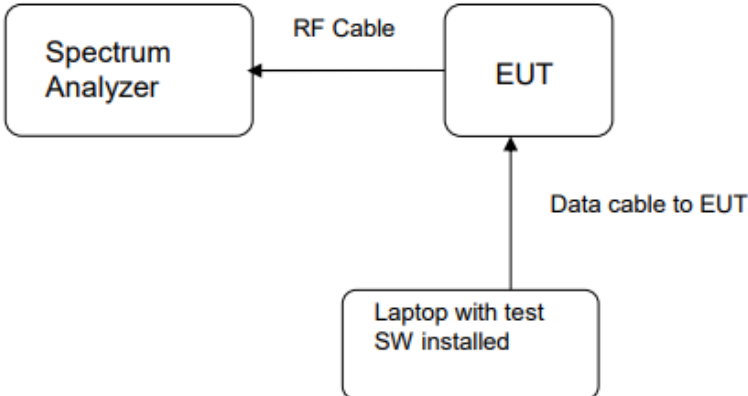 RF Cable
Spectrum
Analyzer
EUT
Data cable to EUT
Laptop with test
SW installed